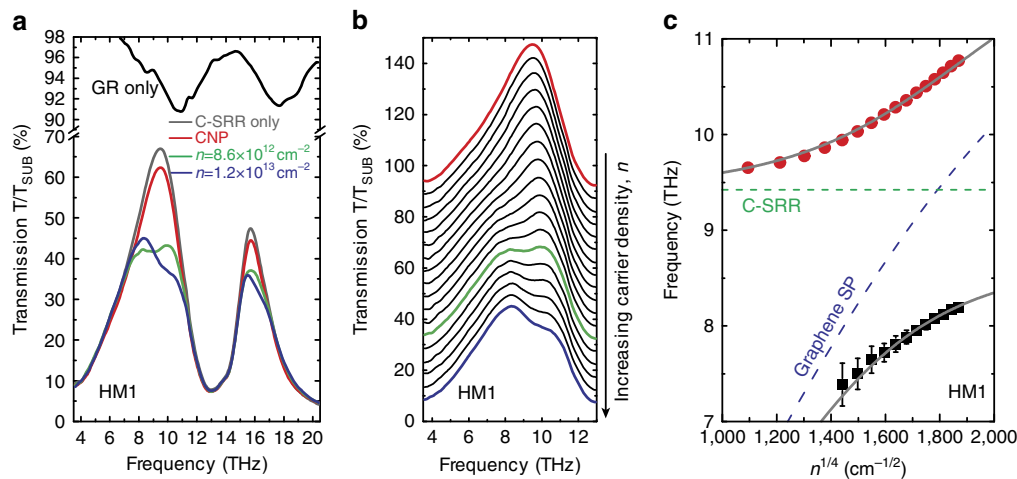 a
98
96
94
92
90
70
60
50
40
30
20
10
0
Transmission T/T_SUB (%)
GR only
C-SRR only
CNP
n=8.6×10¹² cm⁻²
n=1.2×10¹³ cm⁻²
HM1
4 6 8 10 12 14 16 18 20
Frequency (THz)
b
140
120
100
80
60
40
20
0
Transmission T/T_SUB (%)
HM1
4 6 8 10 12
Frequency (THz)
Increasing carrier density, n
c
11
10
9
8
7
Frequency (THz)
C-SRR
Graphene SP
HM1
1,000 1,200 1,400 1,600 1,800 2,000
n¹/⁴ (cm⁻¹/²)